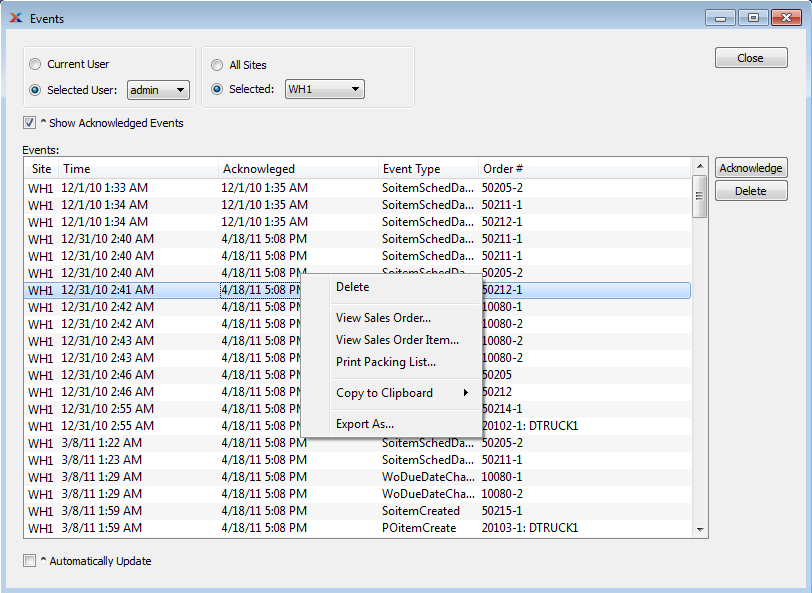 Events
Current User
All Sites
Close
Selected User: admin
Selected: WH1
^ Show Acknowledged Events
Events:
Site Time Acknowleged Event Type Order #
Acknowledge
Delete
WH1 12/1/10 1:33 AM 12/1/10 1:35 AM SoitemSchedDa... 50205-2
WH1 12/1/10 1:34 AM 12/1/10 1:35 AM SoitemSchedDa... 50211-1
WH1 12/1/10 1:34 AM 12/1/10 1:35 AM SoitemSchedDa... 50212-1
WH1 12/31/10 2:40 AM 4/18/11 5:08 PM SoitemSchedDa... 50211-1
WH1 12/31/10 2:40 AM 4/18/11 5:08 PM SoitemSchedDa... 50211-1
WH1 12/31/10 2:40 AM 4/18/11 5:08 PM SoitemSchedDa... 50205-2
WH1 12/31/10 2:41 AM 4/18/11 5:08 50212-1
WH1 12/31/10 2:42 AM 4/18/11 5:08 10080-1
WH1 12/31/10 2:42 AM 4/18/11 5:08 10080-2
WH1 12/31/10 2:43 AM 4/18/11 5:08 10080-2
WH1 12/31/10 2:43 AM 4/18/11 5:08 10080-2
WH1 12/31/10 2:46 AM 4/18/11 5:08 50205
WH1 12/31/10 2:46 AM 4/18/11 5:08 50212
WH1 12/31/10 2:55 AM 4/18/11 5:08 50214-1
WH1 12/31/10 2:55 AM 4/18/11 5:08 20102-1: DTRUCK1
WH1 3/8/11 1:22 AM 4/18/11 5:08 PM SoitemSchedDa... 50205-2
WH1 3/8/11 1:23 AM 4/18/11 5:08 PM SoitemSchedDa... 50211-1
WH1 3/8/11 1:29 AM 4/18/11 5:08 PM WoDueDateCha... 10080-1
WH1 3/8/11 1:29 AM 4/18/11 5:08 PM WoDueDateCha... 10080-2
WH1 3/8/11 1:59 AM 4/18/11 5:08 PM SoitemCreated 50215-1
WH1 3/8/11 1:59 AM 4/18/11 5:08 PM POitemCreate 20103-1: DTRUCK1
Delete
View Sales Order...
View Sales Order Item...
Print Packing List...
Copy to Clipboard
Export As...
^ Automatically Update